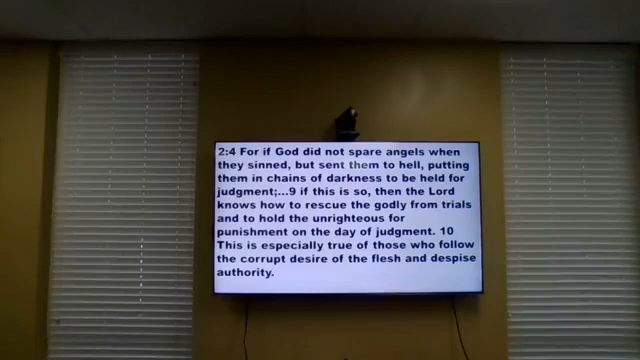 2:4 For if God did not spare angels when
they sinned, but sent them to hell, putting
them in chains of darkness to be held for
judgment;...9 if this is so, then the Lord
knows how to rescue the godly from trials
and to hold the unrighteous for
punishment on the day of judgment. 10
This is especially true of those who follow
the corrupt desire of the flesh and despise
authority.